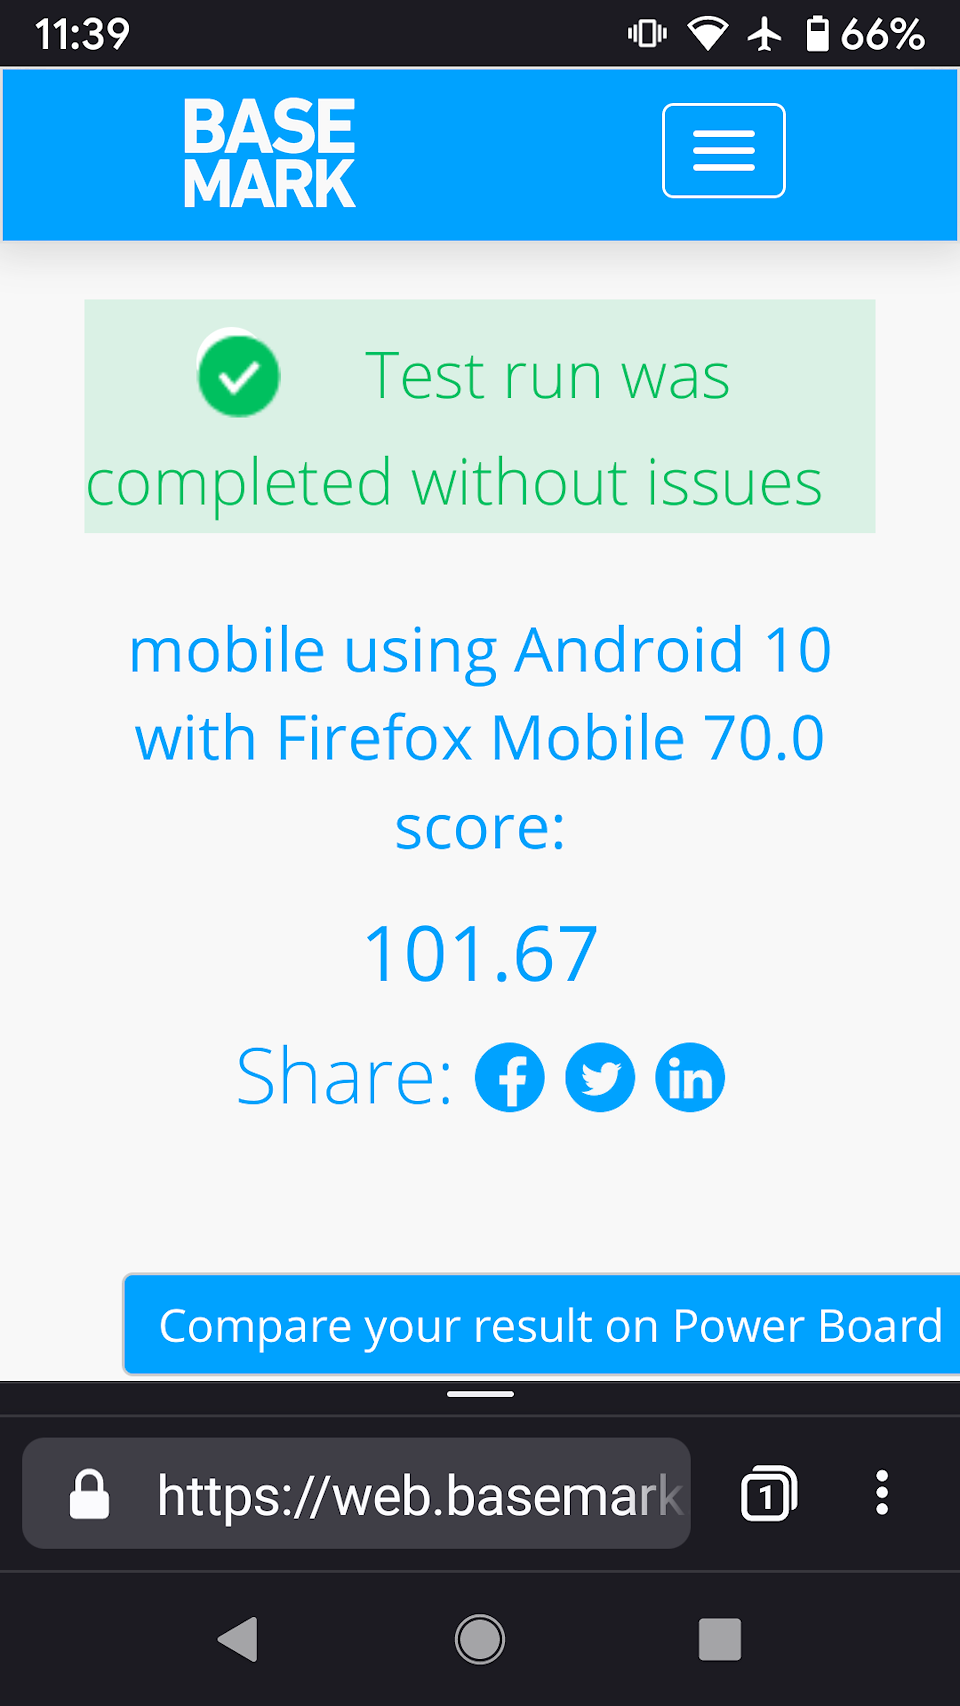 11:39
66%
BASE
MARK
Test run was
completed without issues
mobile using Android 10
with Firefox Mobile 70.0
score:
101.67
Share:
Compare your result on Power Board
https://web.basemark
1